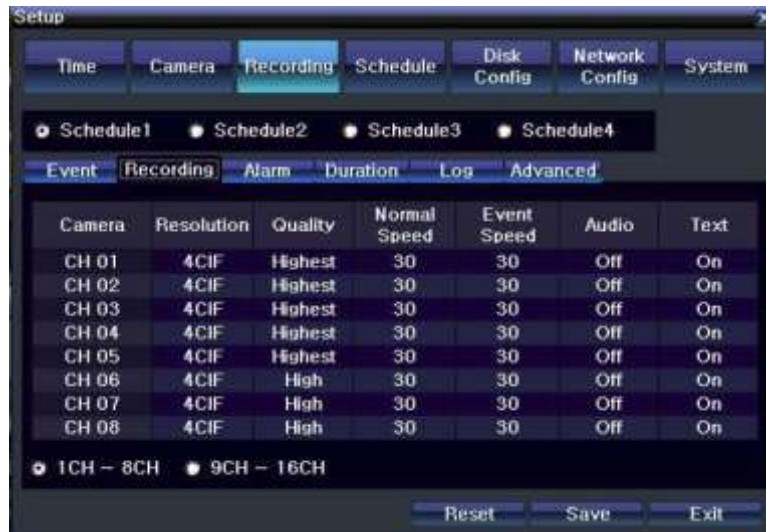 Setup
Time Camera Recording Schedule Disk Config Network Config System
Schedule1 Schedule2 Schedule3 Schedule4
Event Recording Alarm Duration Log Advanced
Camera Resolution Quality Normal Speed Event Speed Audio Text
CH 01 4CIF Highest 30 30 Off On
CH 02 4CIF Highest 30 30 Off On
CH 03 4CIF Highest 30 30 Off On
CH 04 4CIF Highest 30 30 Off On
CH 05 4CIF Highest 30 30 Off On
CH 06 4CIF High 30 30 Off On
CH 07 4CIF High 30 30 Off On
CH 08 4CIF High 30 30 Off On
1CH ~ 8CH 9CH ~ 16CH
Reset Save Exit